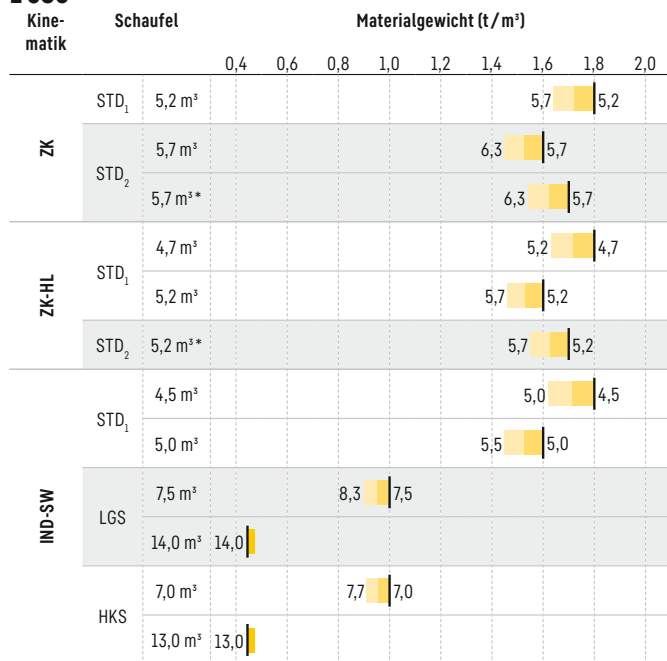 Kine-
matik
Schaufel
Materialgewicht (t / m³)
0,4 0,6 0,8 1,0 1,2 1,4 1,6 1,8 2,0
ZK
STD₁ 5,2 m³ 5,7 5,2
STD₂
5,7 m³ 6,3 5,7
5,7 m³* 6,3 5,7
ZK-HL
STD₁
4,7 m³ 5,2 4,7
5,2 m³ 5,7 5,2
STD₂ 5,2 m³* 5,7 5,2
IND-SW
STD₁
4,5 m³ 5,0 4,5
5,0 m³ 5,5 5,0
LGS
7,5 m³ 8,3 7,5
14,0 m³ 14,0
HKS
7,0 m³ 7,7 7,0
13,0 m³ 13,0